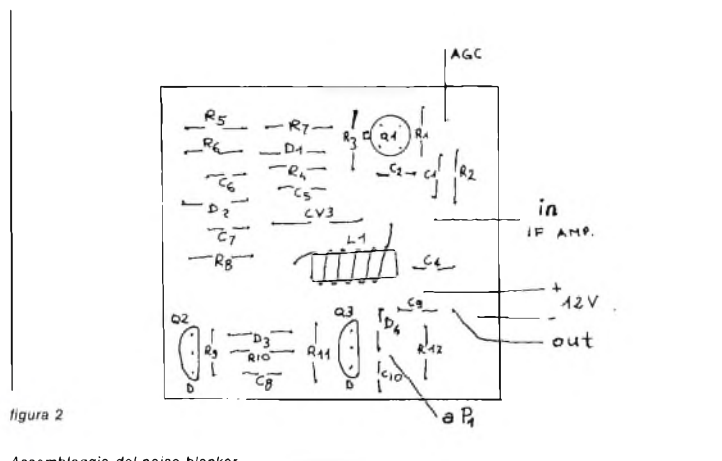 AGC
R5
R7
R3
Q1
R1
R6
D1
C6
R4
C2
C1
R2
C5
D2
CV3
in
IF AMP.
C7
L1
R8
C4
+
12V
-
C9
out
Q2
Q3
D4
R9
D3
R10
R11
R12
C8
C10
D
D
a P1
figura 2
Assemblaggio del noise blanker